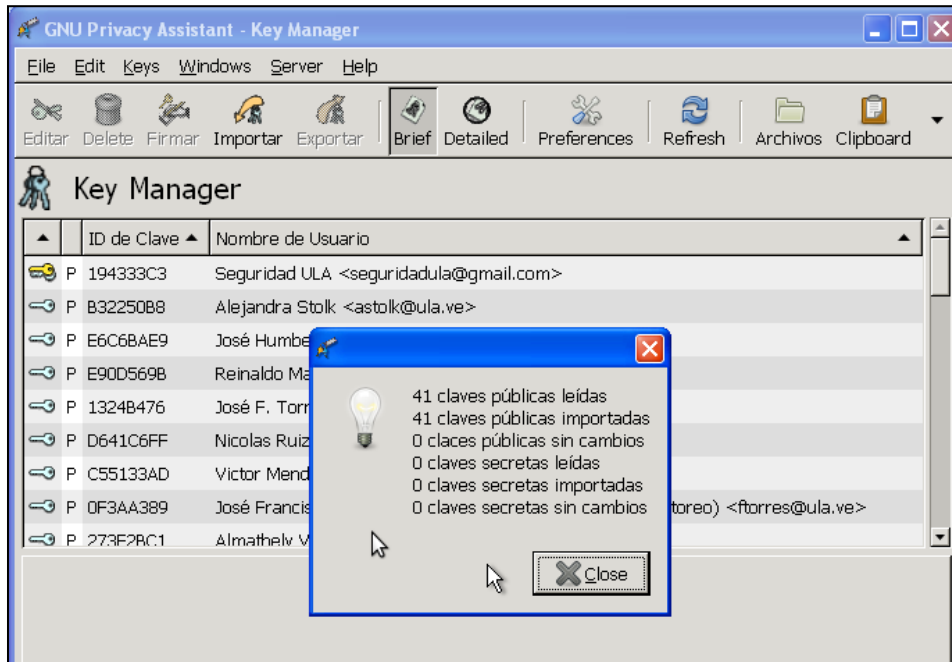 GNU Privacy Assistant - Key Manager
File Edit Keys Windows Server Help
Editar Delete Firmar Importar Exportar Brief Detailed Preferences Refresh Archivos Clipboard
Key Manager
ID de Clave Nombre de Usuario
P 194333C3 Seguridad ULA <seguridadula@gmail.com>
P B32250B8 Alejandra Stolk <astolk@ula.ve>
P E6C6BAE9 José Humbe
P E90D569B Reinaldo Ma
P 1324B476 José F. Torr
P D641C6FF Nicolas Ruiz
P C55133AD Victor Mend
P 0F3AA389 José Francis toreo) <ftorres@ula.ve>
P 273E2BC1 Almathely V
41 claves públicas leídas
41 claves públicas importadas
0 claces públicas sin cambios
0 claves secretas leídas
0 claves secretas importadas
0 claves secretas sin cambios
Close